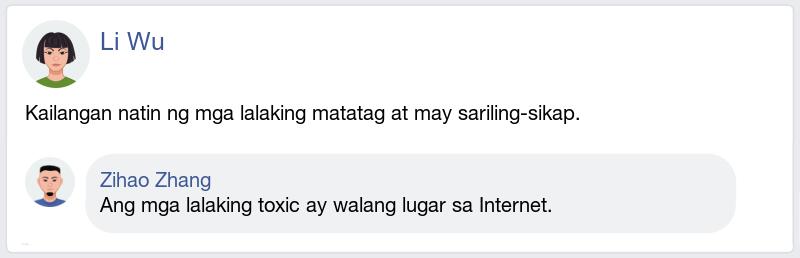 Li Wu
Kailangan natin ng mga lalaking matatag at may sariling-sikap.
Zihao Zhang
Ang mga lalaking toxic ay walang lugar sa Internet.